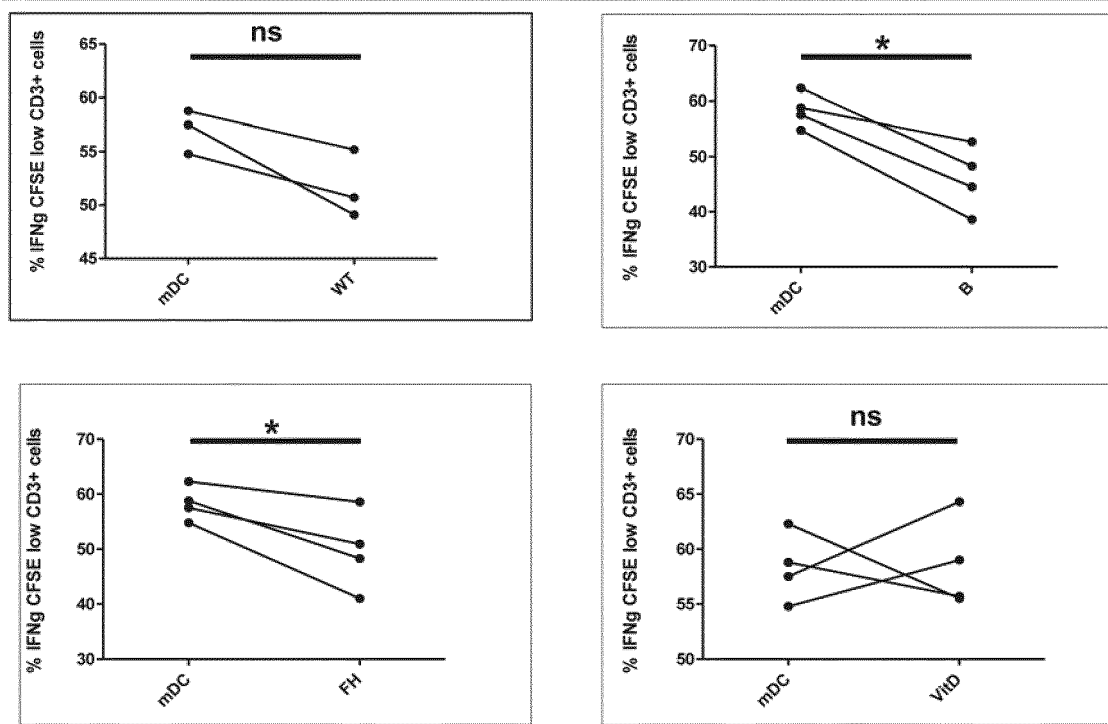 ns
% IFNg CFSE low CD3+ cells
65
60
55
50
45
mDC
WT
*
% IFNg CFSE low CD3+ cells
70
60
50
40
30
mDC
B
*
% IFNg CFSE low CD3+ cells
70
60
50
40
30
mDC
FH
ns
% IFNg CFSE low CD3+ cells
70
65
60
55
50
mDC
VitD